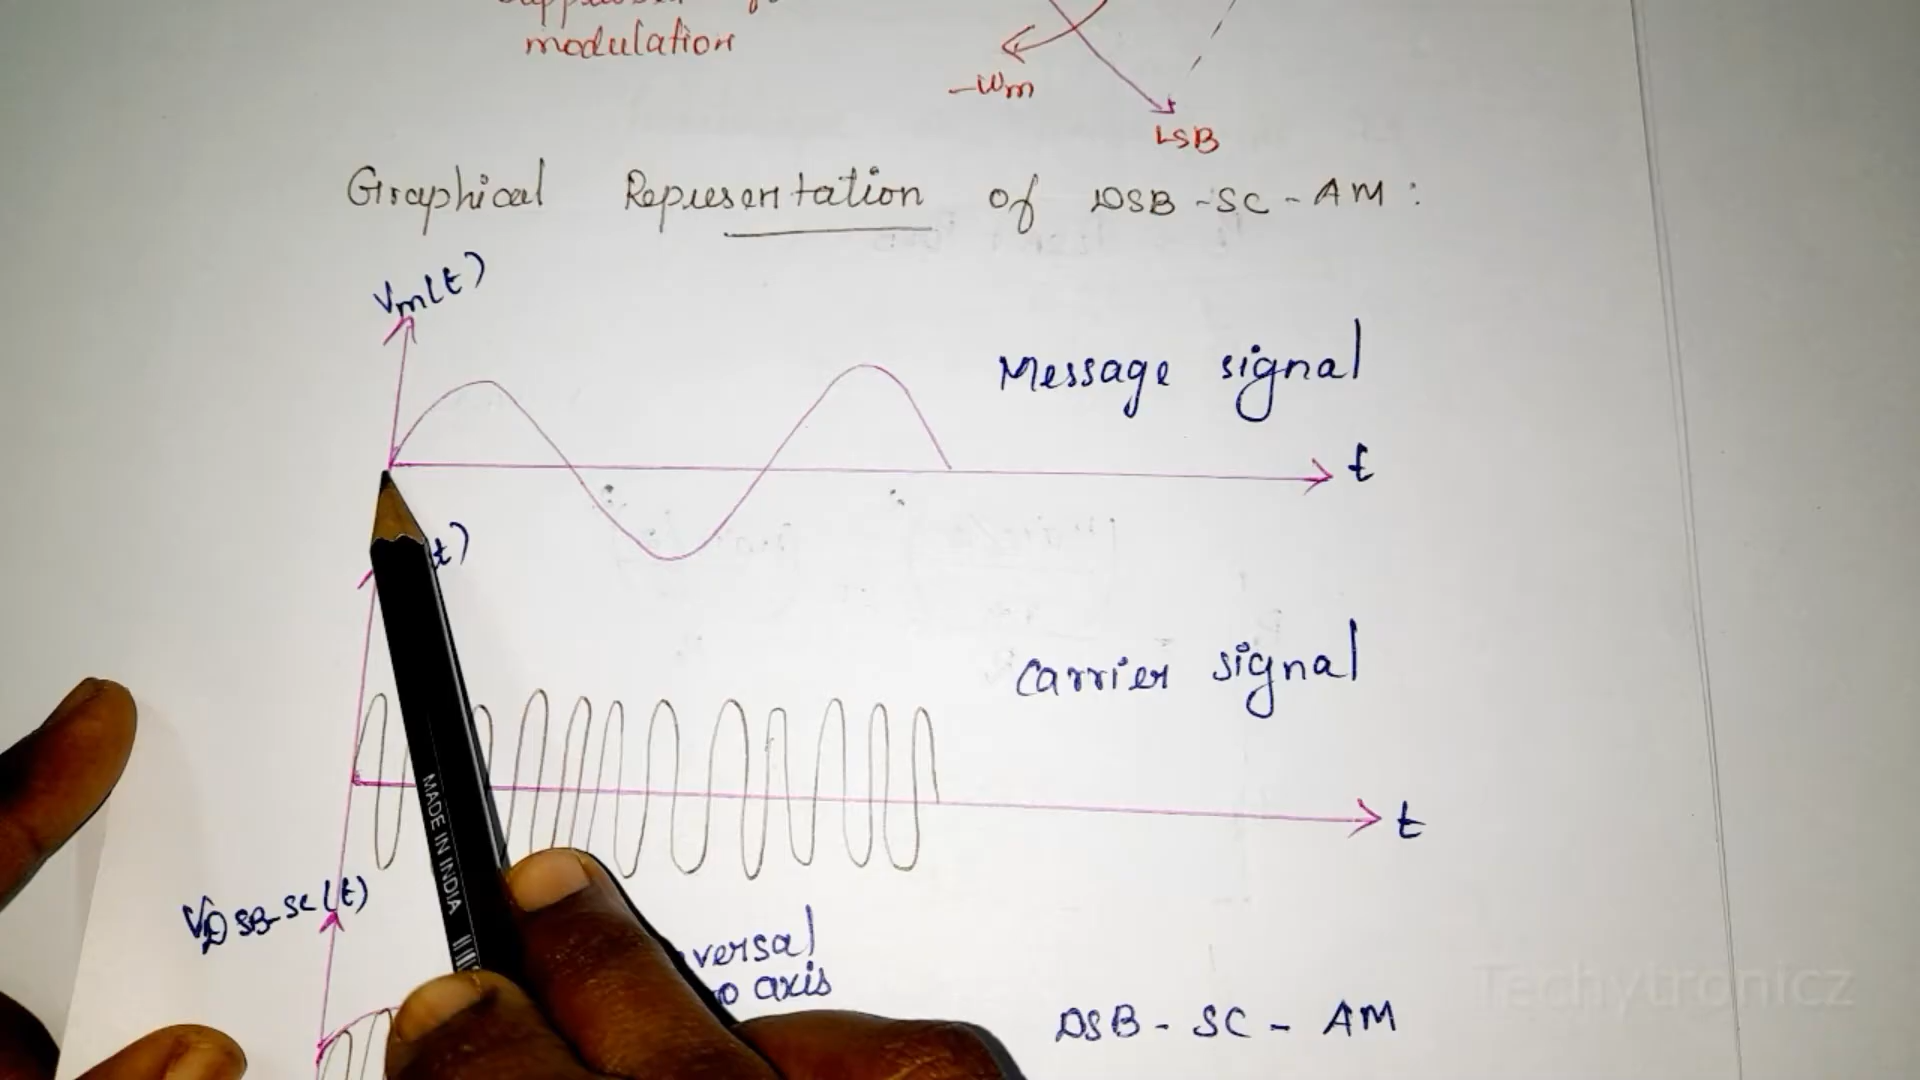 modulation
-ωm
LSB
Graphical Representation of DSB-SC-AM:
Vm(t)
Message signal
t
t)
Carrier signal
t
VDSB-SC(t)
versal
axis
DSB-SC-AM
MADE IN INDIA
Techytronicz